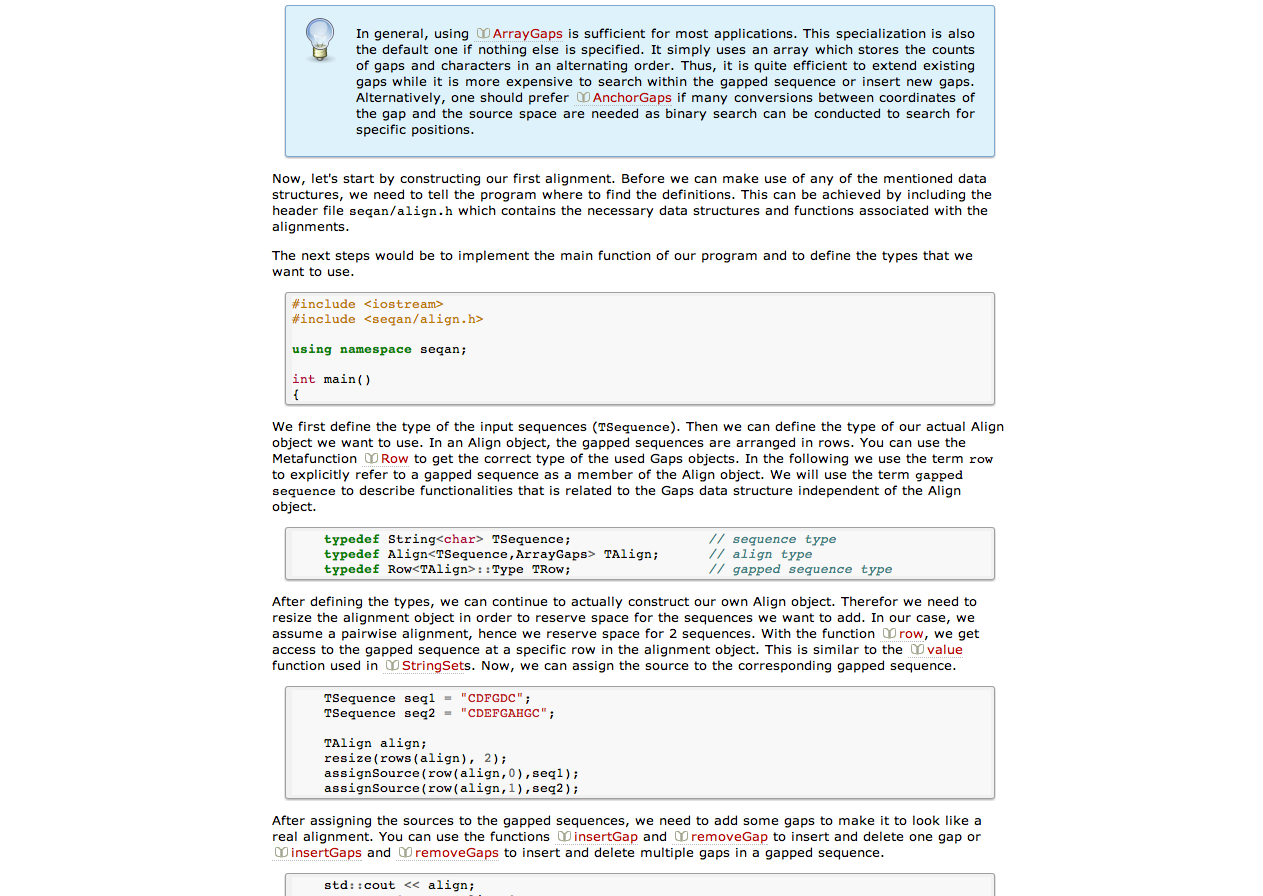 In general, using ArrayGaps is sufficient for most applications. This specialization is also
the default one if nothing else is specified. It simply uses an array which stores the counts
of gaps and characters in an alternating order. Thus, it is quite efficient to extend existing
gaps while it is more expensive to search within the gapped sequence or insert new gaps.
Alternatively, one should prefer AnchorGaps if many conversions between coordinates of
the gap and the source space are needed as binary search can be conducted to search for
specific positions.
Now, let's start by constructing our first alignment. Before we can make use of any of the mentioned data
structures, we need to tell the program where to find the definitions. This can be achieved by including the
header file seqan/align.h which contains the necessary data structures and functions associated with the
alignments.
The next steps would be to implement the main function of our program and to define the types that we
want to use.
#include <iostream>
#include <seqan/align.h>
using namespace seqan;
int main()
{
We first define the type of the input sequences (TSequence). Then we can define the type of our actual Align
object we want to use. In an Align object, the gapped sequences are arranged in rows. You can use the
Metafunction Row to get the correct type of the used Gaps objects. In the following we use the term row
to explicitly refer to a gapped sequence as a member of the Align object. We will use the term gapped
sequence to describe functionalities that is related to the Gaps data structure independent of the Align
object.
typedef String<char> TSequence; // sequence type
typedef Align<TSequence,ArrayGaps> TAlign; // align type
typedef Row<TAlign>::Type TRow; // gapped sequence type
After defining the types, we can continue to actually construct our own Align object. Therefor we need to
resize the alignment object in order to reserve space for the sequences we want to add. In our case, we
assume a pairwise alignment, hence we reserve space for 2 sequences. With the function row, we get
access to the gapped sequence at a specific row in the alignment object. This is similar to the value
function used in StringSets. Now, we can assign the source to the corresponding gapped sequence.
TSequence seq1 = "CDFGDC";
TSequence seq2 = "CDEFGAHGC";
TAlign align;
resize(rows(align), 2);
assignSource(row(align,0),seq1);
assignSource(row(align,1),seq2);
After assigning the sources to the gapped sequences, we need to add some gaps to make it to look like a
real alignment. You can use the functions insertGap and removeGap to insert and delete one gap or
insertGaps and removeGaps to insert and delete multiple gaps in a gapped sequence.
std::cout << align;